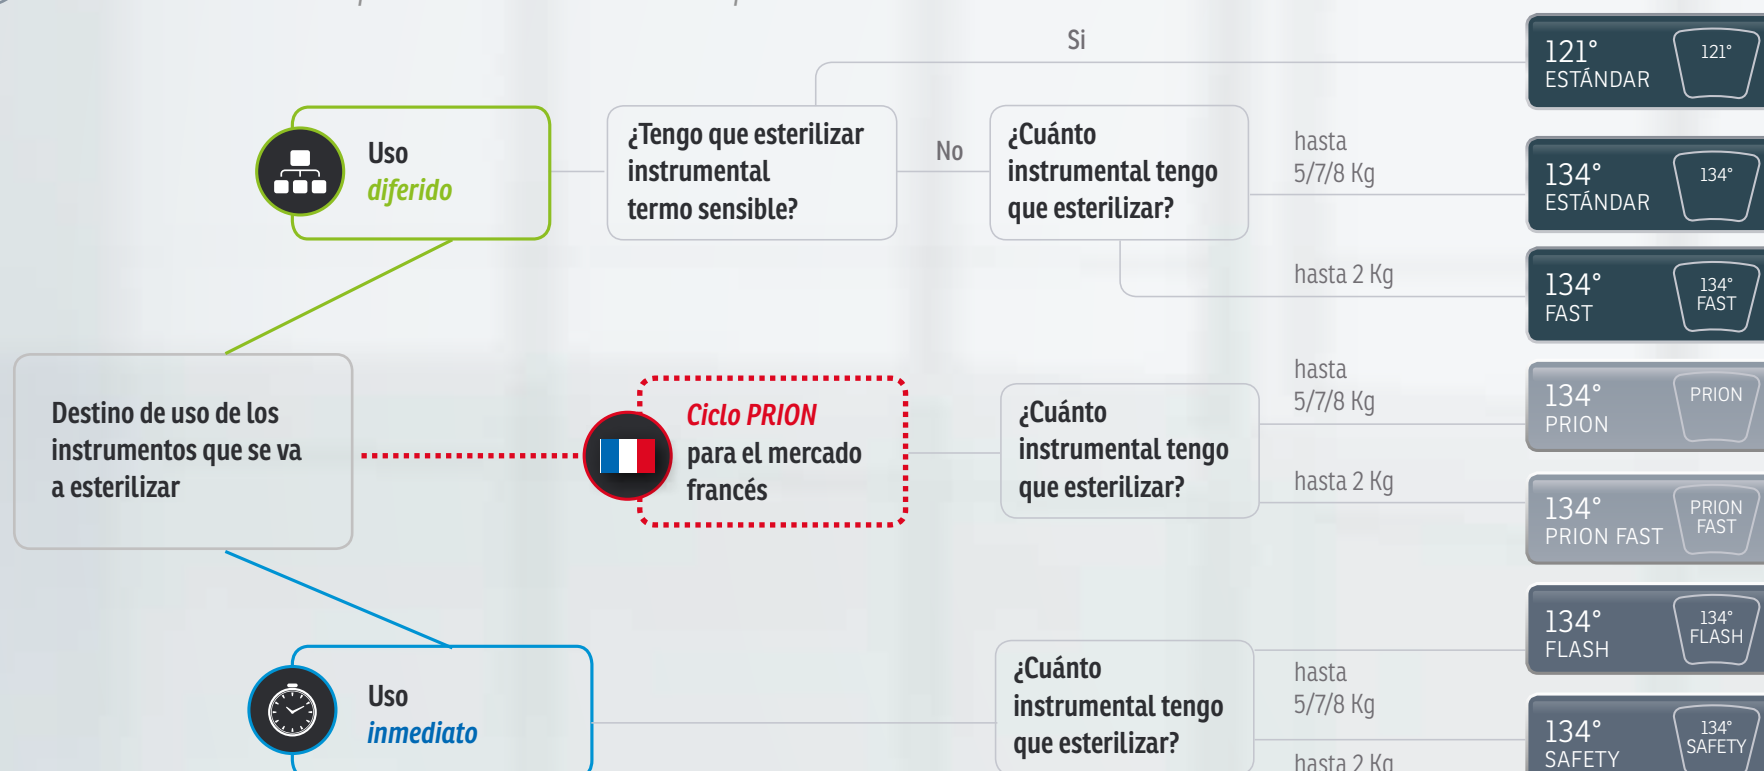 Si
121°
ESTÁNDAR
121°
Uso
diferido
¿Tengo que esterilizar
instrumental
termo sensible?
No
¿Cuánto
instrumental tengo
que esterilizar?
hasta
5/7/8 Kg
134°
ESTÁNDAR
134°
hasta 2 Kg
134°
FAST
134°
FAST
Destino de uso de los
instrumentos que se va
a esterilizar
Ciclo PRION
para el mercado
francés
¿Cuánto
instrumental tengo
que esterilizar?
hasta
5/7/8 Kg
134°
PRION
PRION
hasta 2 Kg
134°
PRION FAST
PRION
FAST
Uso
inmediato
¿Cuánto
instrumental tengo
que esterilizar?
134°
FLASH
134°
FLASH
hasta
5/7/8 Kg
134°
SAFETY
134°
SAFETY
hasta 2 Kg